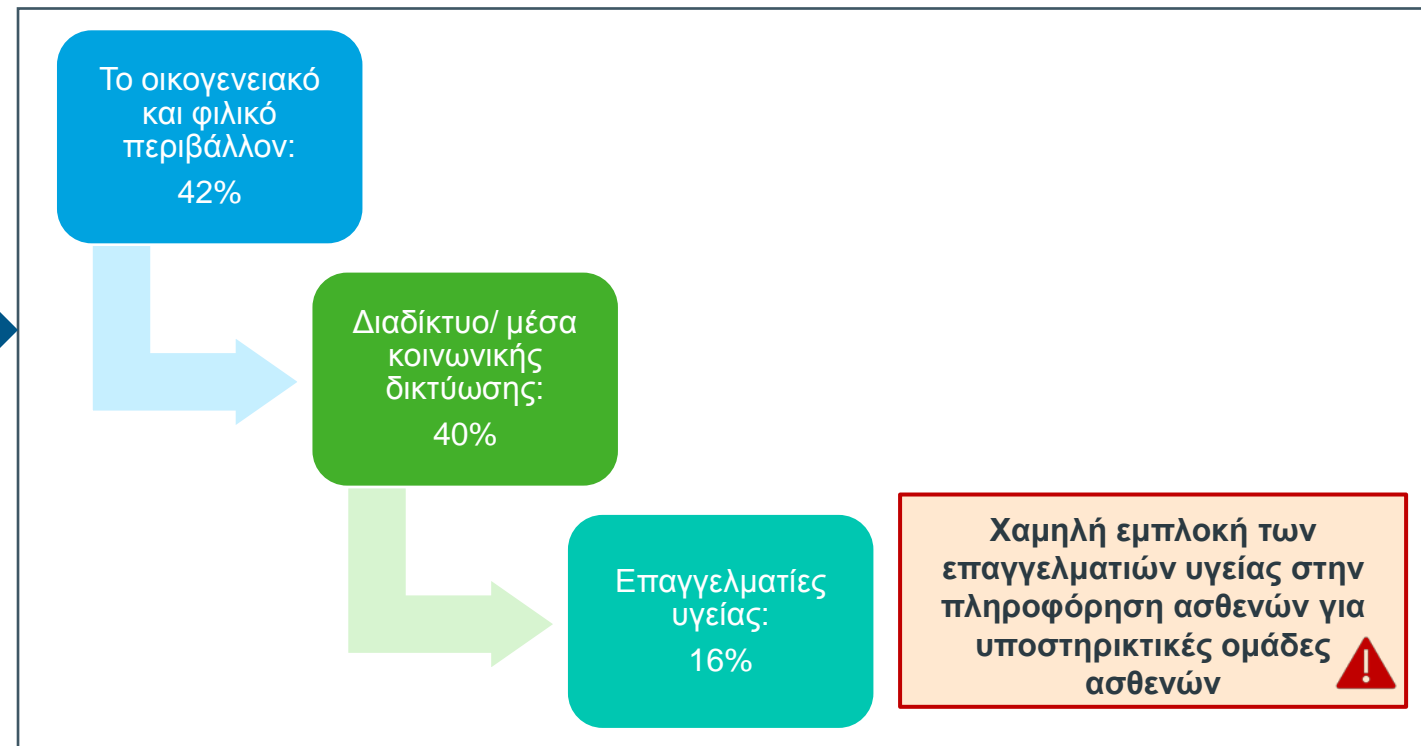 Το οικογενειακό
και φιλικό
περιβάλλον:
42%
Διαδίκτυο/ μέσα
κοινωνικής
δικτύωσης:
40%
Επαγγελματίες
υγείας:
16%
Χαμηλή εμπλοκή των
επαγγελματιών υγείας στην
πληροφόρηση ασθενών για
υποστηρικτικές ομάδες
ασθενών